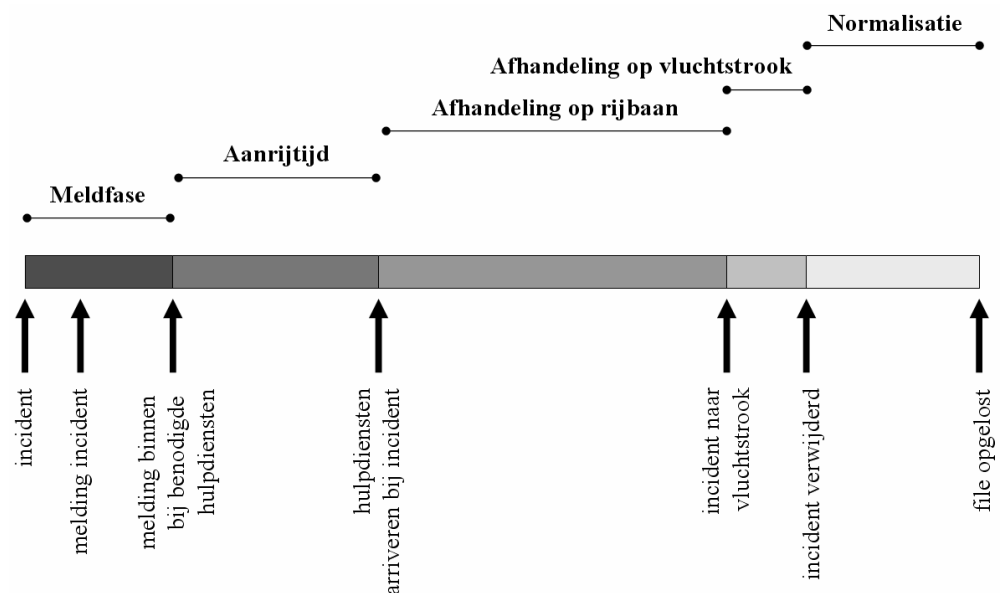 Normalisatie
Afhandeling op vluchtstrook
Afhandeling op rijbaan
Aanrijtijd
Meldfase
incident
melding incident
melding binnen
bij benodigde
hulpdiensten
hulpdiensten
arriveren bij incident
incident naar
vluchtstrook
incident verwijderd
file opgelost